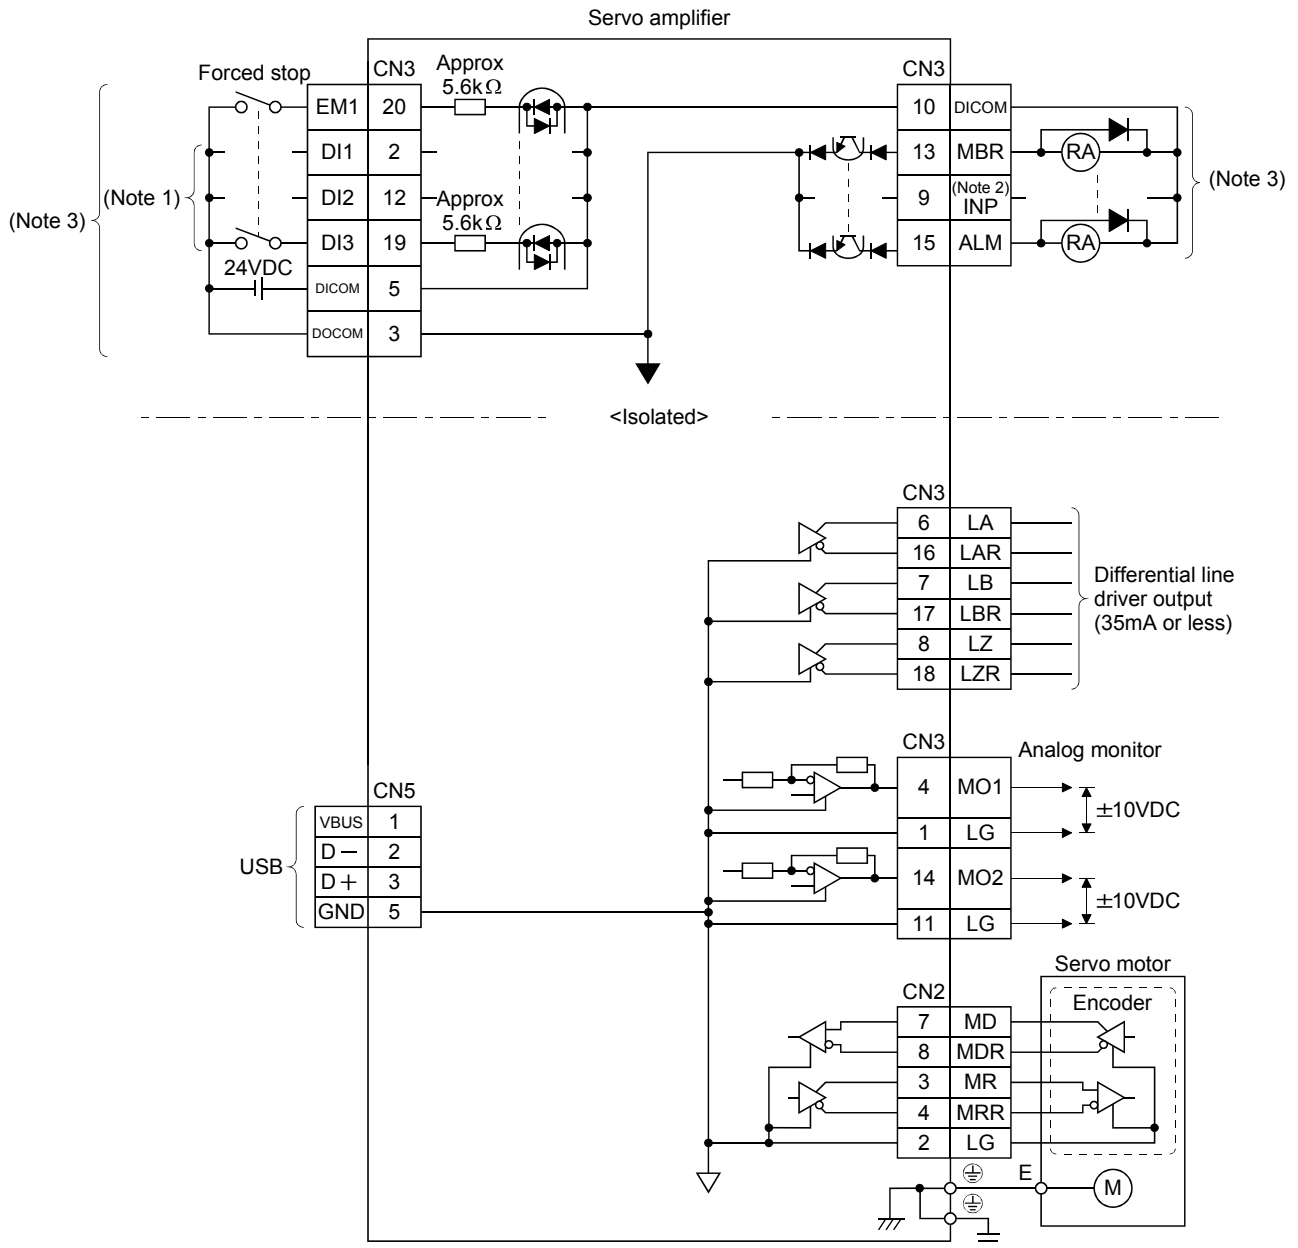 Servo amplifier
Forced stop
CN3
Approx
5.6kΩ
EM1 20
DI1 2
DI2 12
Approx
5.6kΩ
DI3 19
24VDC
DICOM 5
DOCOM 3
(Note 1)
(Note 3)
CN3
10 DICOM
13 MBR RA
9 (Note 2)
INP
15 ALM RA
(Note 3)
<Isolated>
CN3
6 LA
16 LAR
7 LB
17 LBR
8 LZ
18 LZR
Differential line
driver output
(35mA or less)
CN3
Analog monitor
4 MO1
1 LG
±10VDC
14 MO2
11 LG
±10VDC
CN5
VBUS 1
D− 2
D+ 3
GND 5
USB
Servo motor
Encoder
CN2
7 MD
8 MDR
3 MR
4 MRR
2 LG
E
M